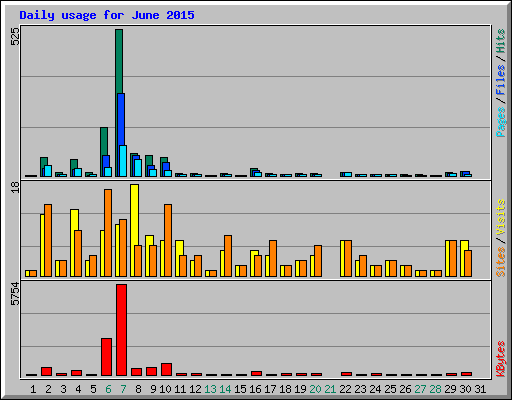 Daily usage for June 2015
525
Pages / Files / Hits
18
Sites / Visits
5754
KBytes
1 2 3 4 5 6 7 8 9 10 11 12 13 14 15 16 17 18 19 20 21 22 23 24 25 26 27 28 29 30 31